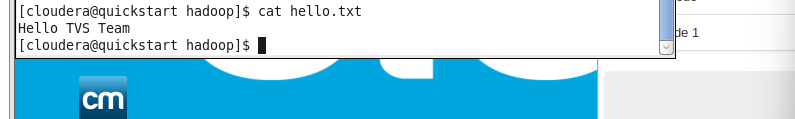 [cloudera@quickstart hadoop]$ cat hello.txt
Hello TVS Team
[cloudera@quickstart hadoop]$
de 1
cm